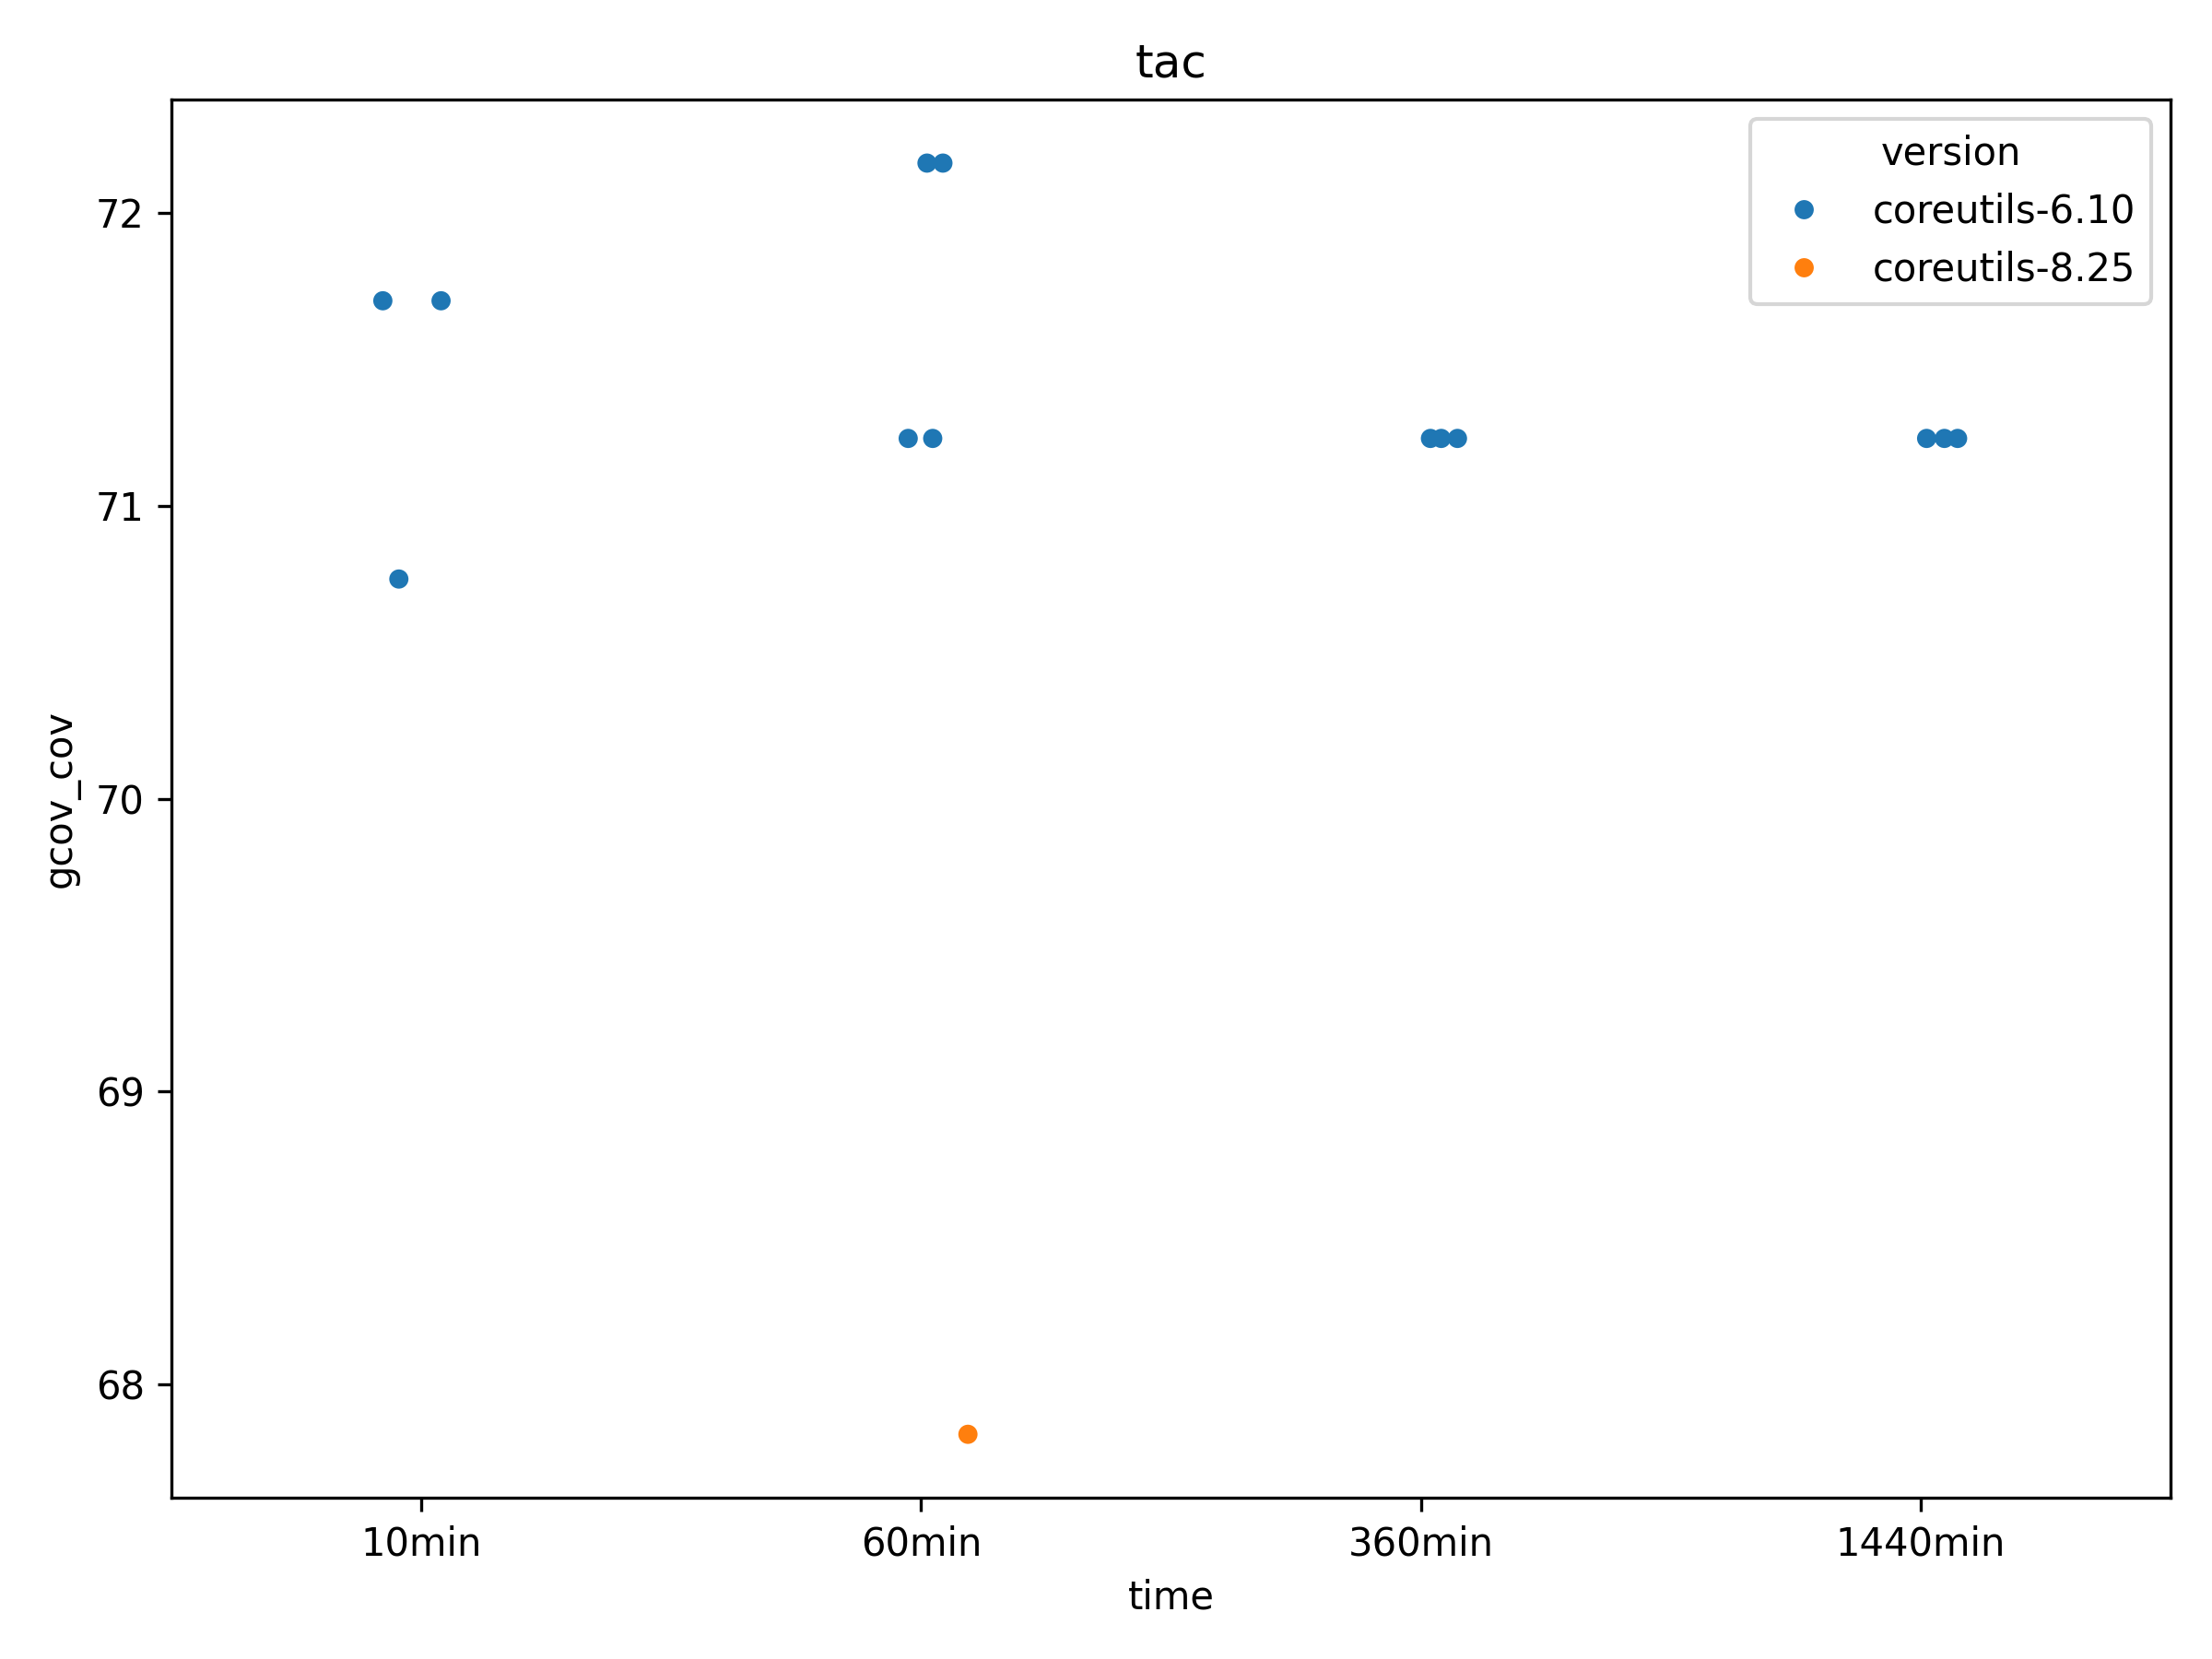 tac
version
coreutils-6.10
coreutils-8.25
72
71
70
69
68
gcov_cov
10min
60min
360min
1440min
time